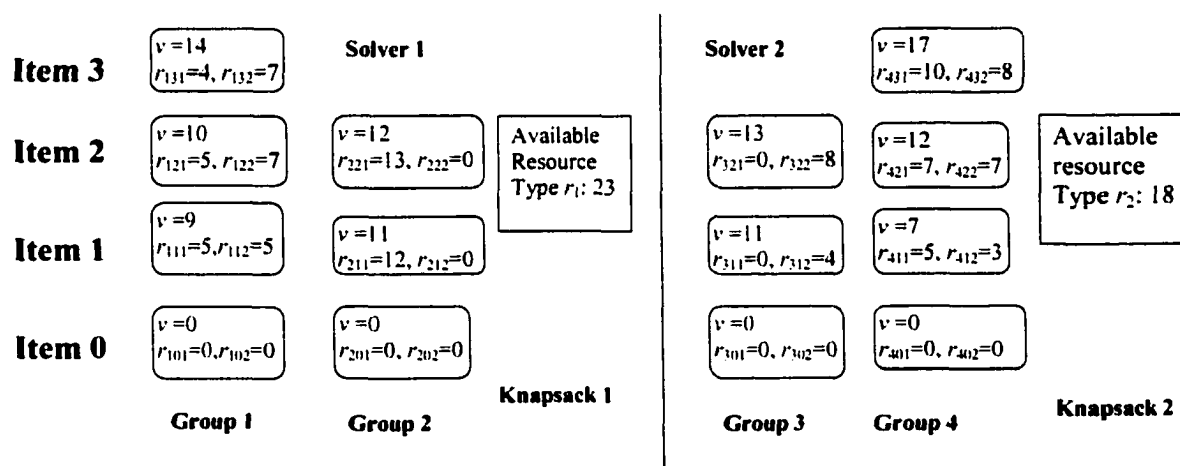 Item 3
v =14
r131=4, r132=7
Solver 1
Solver 2
v =17
r431=10, r432=8
Item 2
v =10
r121=5, r122=7
v =12
r221=13, r222=0
Available
Resource
Type r1: 23
v =13
r321=0, r322=8
v =12
r421=7, r422=7
Available
resource
Type r2: 18
Item 1
v =9
r111=5,r112=5
v =11
r211=12, r212=0
v =11
r311=0, r312=4
v =7
r411=5, r412=3
Item 0
v =0
r101=0,r102=0
v =0
r201=0, r202=0
v =0
r301=0, r302=0
v =0
r401=0, r402=0
Group 1
Group 2
Knapsack 1
Group 3
Group 4
Knapsack 2